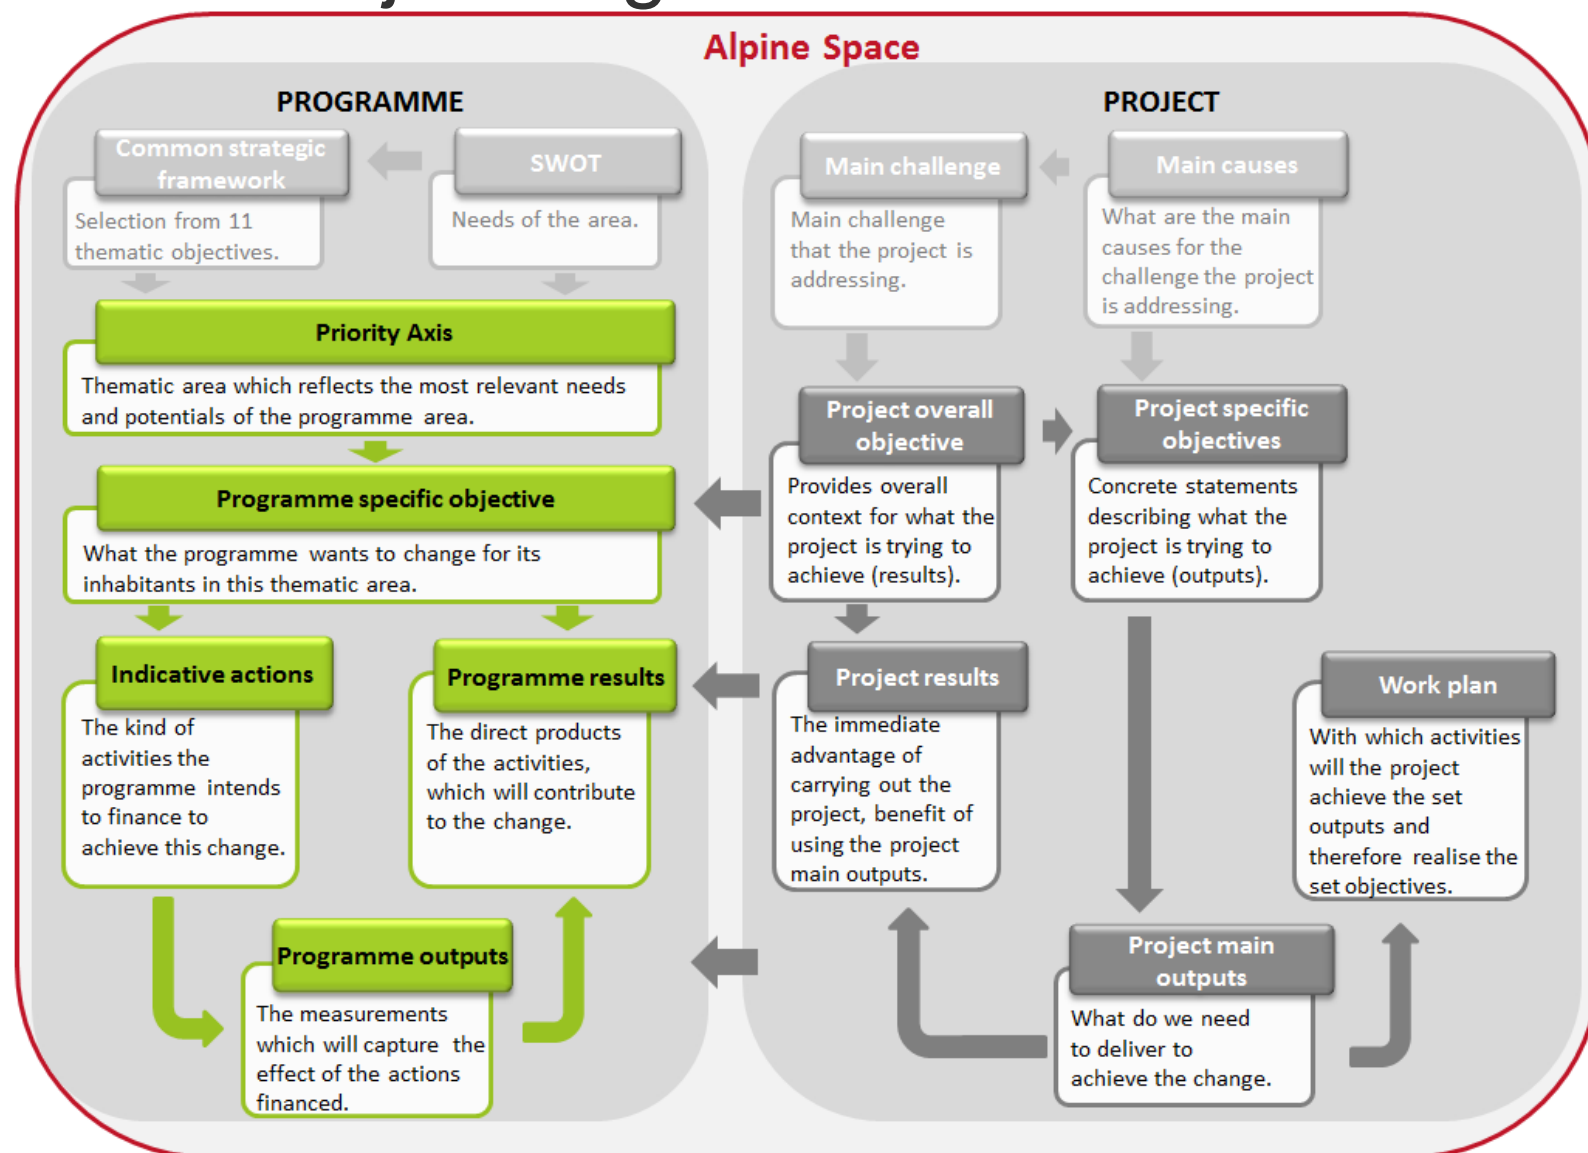 Alpine Space
PROGRAMME
Common strategic
framework
Selection from 11
thematic objectives.
SWOT
Needs of the area.
Priority Axis
Thematic area which reflects the most relevant needs
and potentials of the programme area.
Programme specific objective
What the programme wants to change for its
inhabitants in this thematic area.
Indicative actions
The kind of
activities the
programme intends
to finance to
achieve this change.
Programme results
The direct products
of the activities,
which will contribute
to the change.
Programme outputs
The measurements
which will capture the
effect of the actions
financed.
PROJECT
Main challenge
Main challenge
that the project is
addressing.
Main causes
What are the main
causes for the
challenge the project
is addressing.
Project overall
objective
Provides overall
context for what the
project is trying to
achieve (results).
Project specific
objectives
Concrete statements
describing what the
project is trying to
achieve (outputs).
Project results
The immediate
advantage of
carrying out the
project, benefit of
using the project
main outputs.
Work plan
With which activities
will the project
achieve the set
outputs and
therefore realise the
set objectives.
Project main
outputs
What do we need
to deliver to
achieve the change.